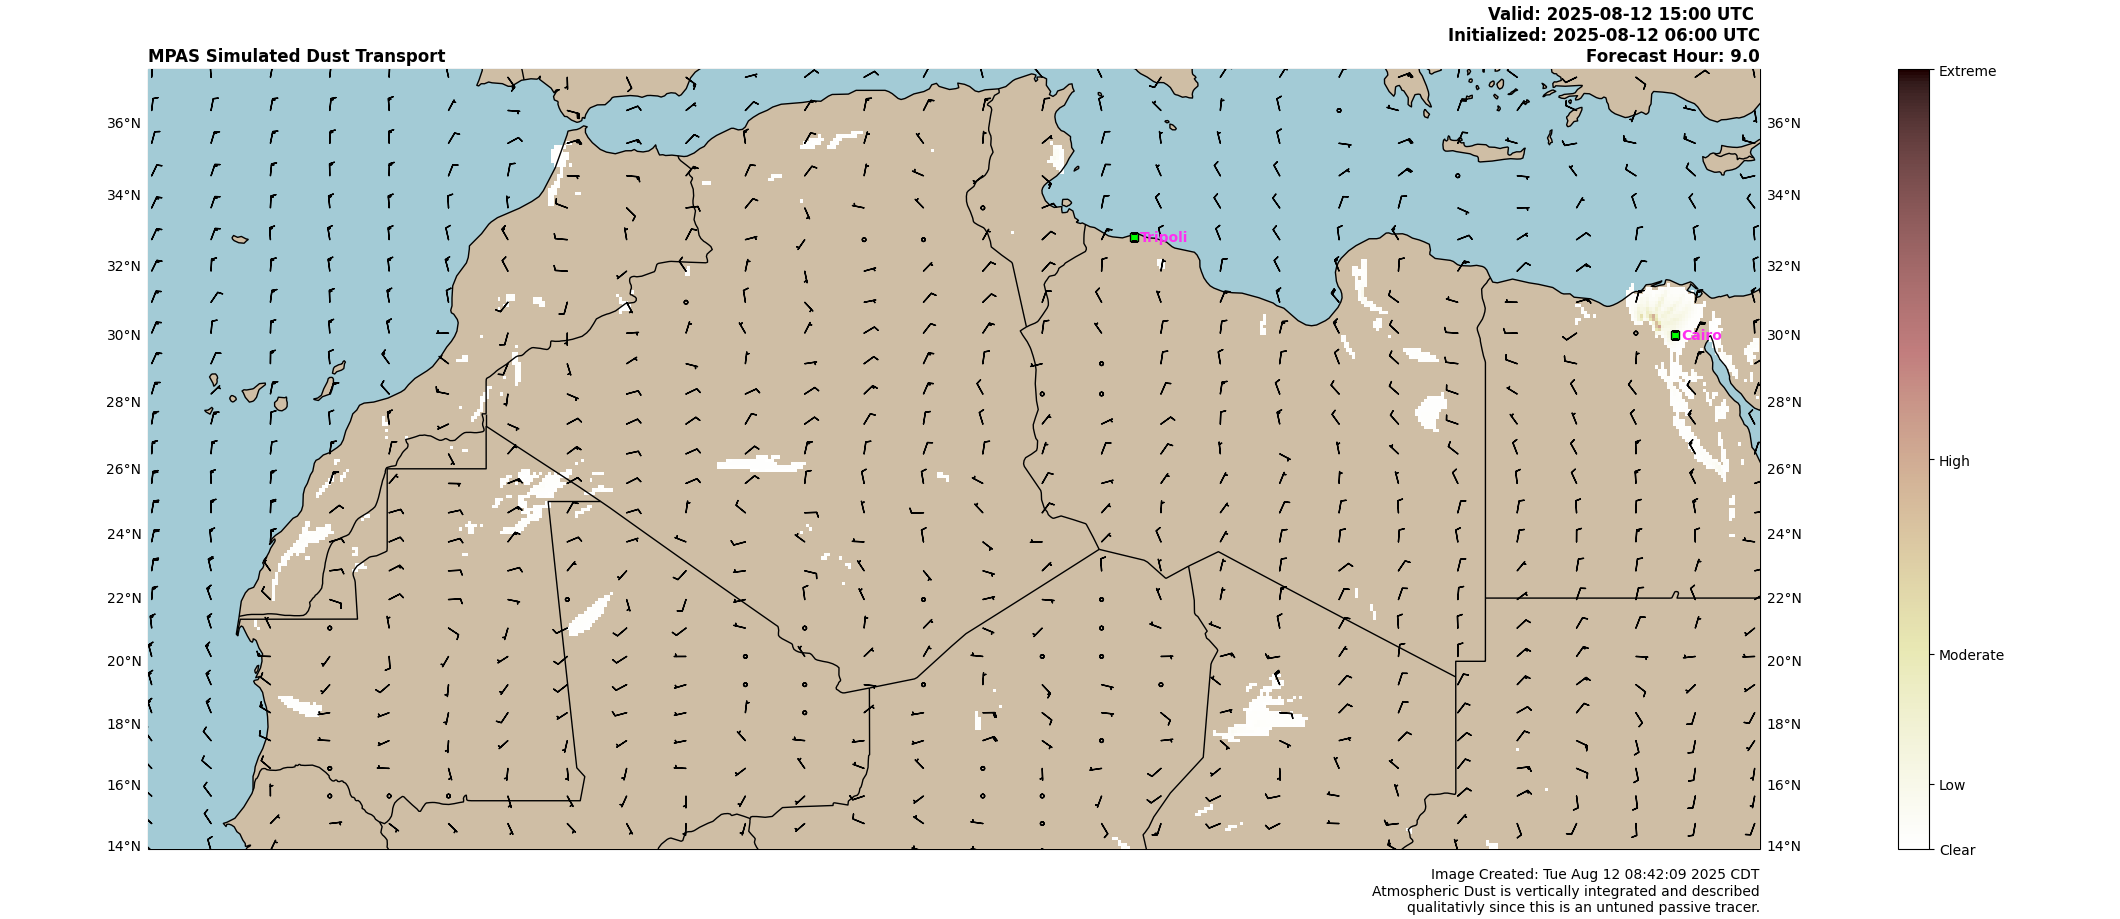 Valid: 2025-08-12 15:00 UTC
Initialized: 2025-08-12 06:00 UTC
MPAS Simulated Dust Transport
Forecast Hour: 9.0
36°N
34°N
32°N
30°N
28°N
26°N
24°N
22°N
20°N
18°N
16°N
14°N
Tripoli
Cairo
36°N
34°N
32°N
30°N
28°N
26°N
24°N
22°N
20°N
18°N
16°N
14°N
Extreme
High
Moderate
Low
Clear
Image Created: Tue Aug 12 08:42:09 2025 CDT
Atmospheric Dust is vertically integrated and described
qualitativly since this is an untuned passive tracer.